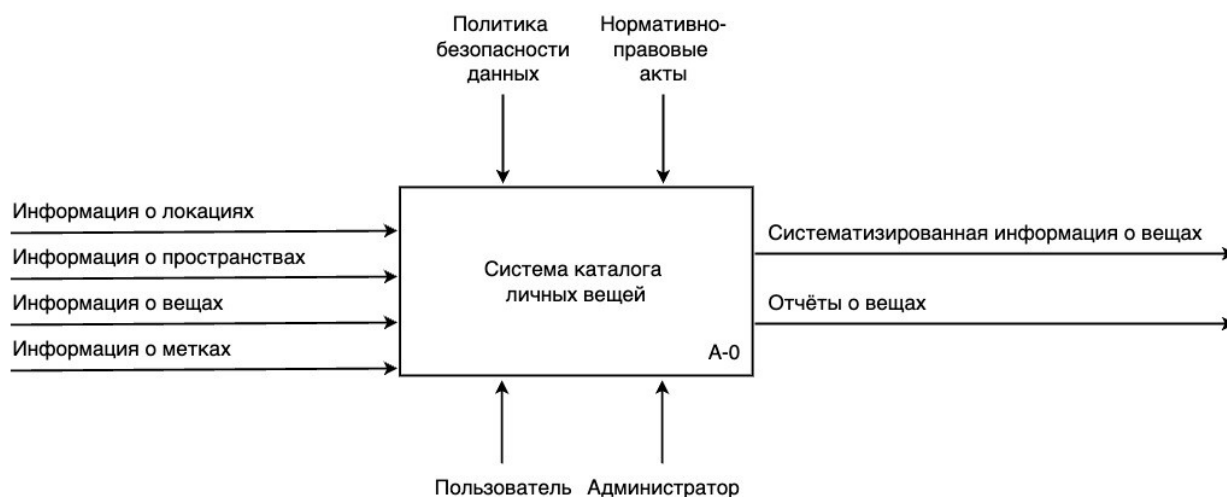 Политика
безопасности
данных
Нормативно-
правовые
акты
Информация о локациях
Информация о пространствах
Информация о вещах
Информация о метках
Система каталога
личных вещей
А-0
Систематизированная информация о вещах
Отчёты о вещах
Пользователь
Администратор